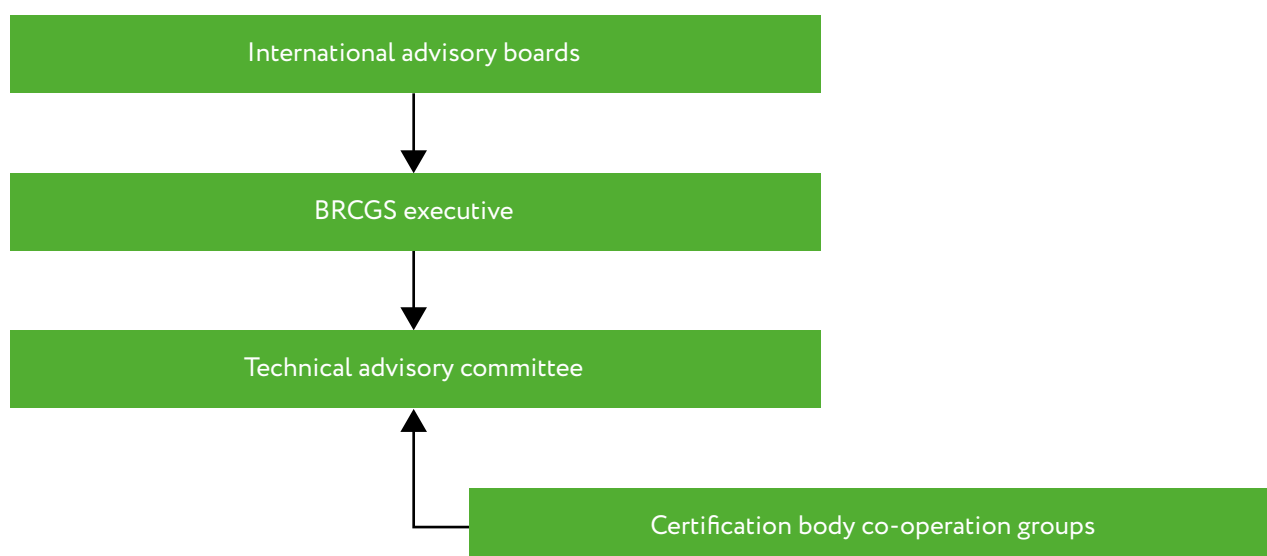 International advisory boards
BRCGS executive
Technical advisory committee
Certification body co-operation groups